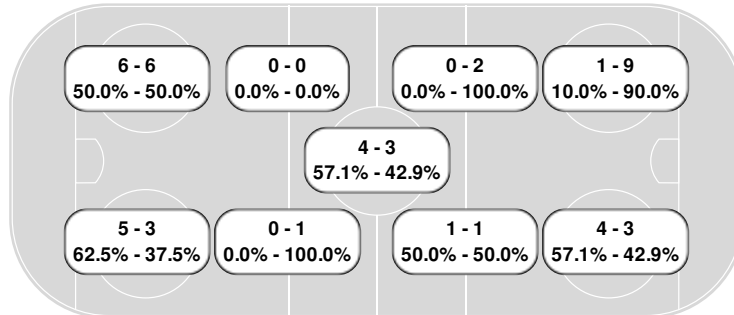 6 - 6
50.0% - 50.0%
0 - 0
0.0% - 0.0%
0 - 2
0.0% - 100.0%
1 - 9
10.0% - 90.0%
4 - 3
57.1% - 42.9%
5 - 3
62.5% - 37.5%
0 - 1
0.0% - 100.0%
1 - 1
50.0% - 50.0%
4 - 3
57.1% - 42.9%